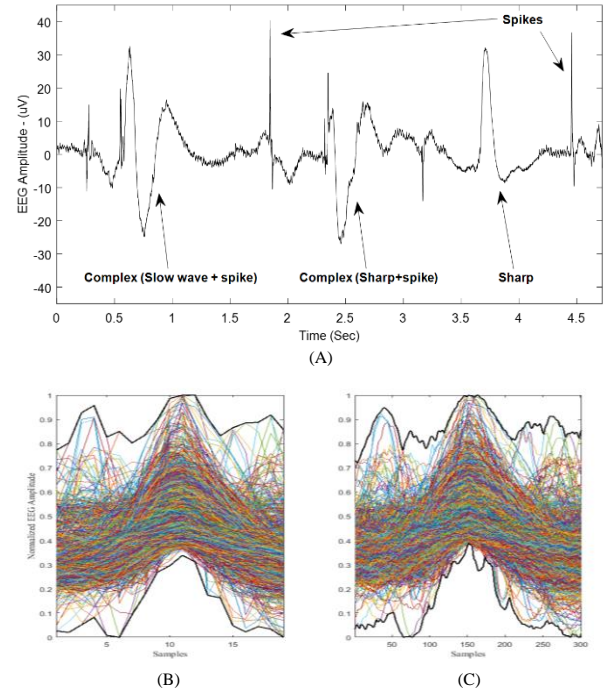 40
30
20
10
0
-10
-20
-30
-40
EEG Amplitude - (uV)
Spikes
Complex (Slow wave + spike)
Complex (Sharp+spike)
Sharp
0 0.5 1 1.5 2 2.5 3 3.5 4 4.5
Time (Sec)
(A)
1
0.9
0.8
0.7
0.6
0.5
0.4
0.3
0.2
0.1
0
Normalized EEG Amplitude
5 10 15
Samples
(B)
1
0.9
0.8
0.7
0.6
0.5
0.4
0.3
0.2
0.1
0
0 50 100 150 200 250 300
Samples
(C)